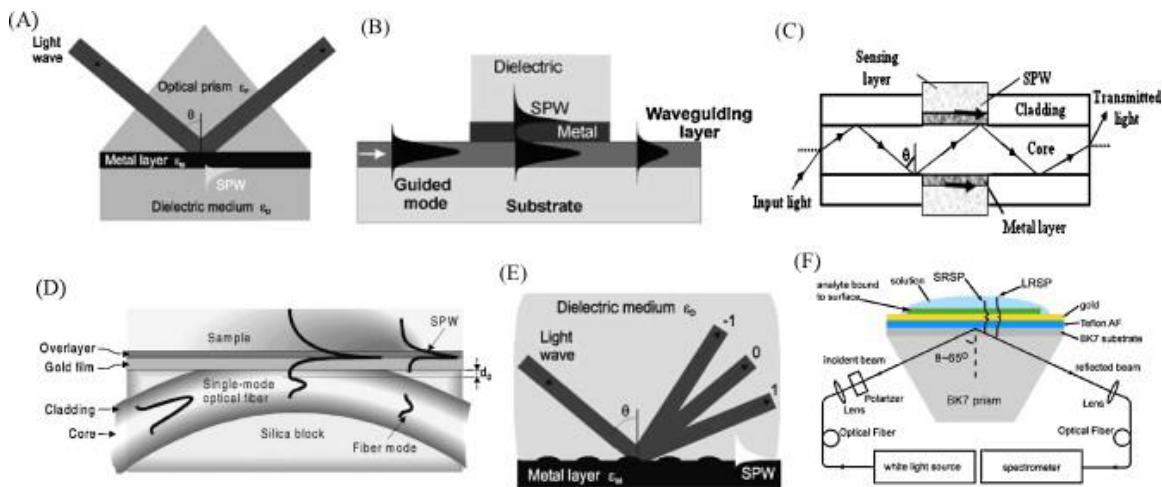 (A)
Light
wave
Optical prism εP
θ
Metal layer εM
SPW
Dielectric medium εD
(B)
Dielectric
SPW
Metal
Waveguiding
layer
Guided
mode
Substrate
(C)
Sensing
layer
SPW
Cladding
Transmitted
light
Core
θ
Input light
Metal layer
(D)
SPW
Sample
Overlayer
Gold film
d
Single-mode
optical fiber
Cladding
Core
Silica block
Fiber mode
(E)
Dielectric medium εD
-1
Light
wave
0
θ
1
Metal layer εM
SPW
(F)
SRSP
LRSP
solution
analyte bound
to surface
gold
Teflon AF
BK7 substrate
θ~65°
incident beam
reflected beam
Lens
Polarizer
BK7 prism
Lens
Optical Fiber
Optical Fiber
white light source
spectrometer